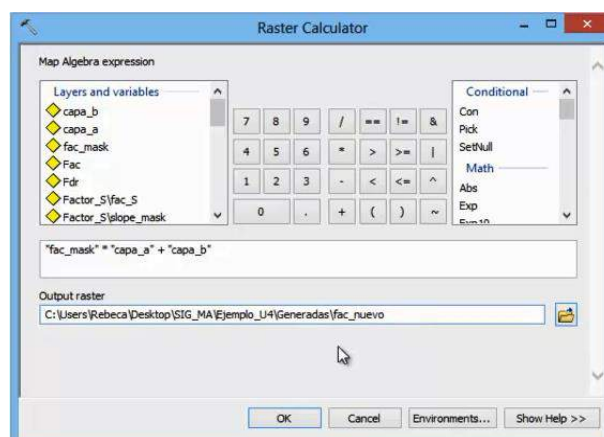 Raster Calculator
Map Algebra expression
Layers and variables
capa_b
capa_a
fac_mask
Fac
Fdr
Factor_S\fac_S
Factor_S\slope_mask
7 8 9 / == != &
4 5 6 * > >= |
1 2 3 - < <= ^
0 . + ( ) ~
Conditional
Con
Pick
SetNull
Math
Abs
Exp
Exp10
"fac_mask" * "capa_a" + "capa_b"
Output raster
C:\Users\Rebeca\Desktop\SIG_MA\Ejemplo_U4\Generadas\fac_nuevo
OK Cancel Environments... Show Help >>